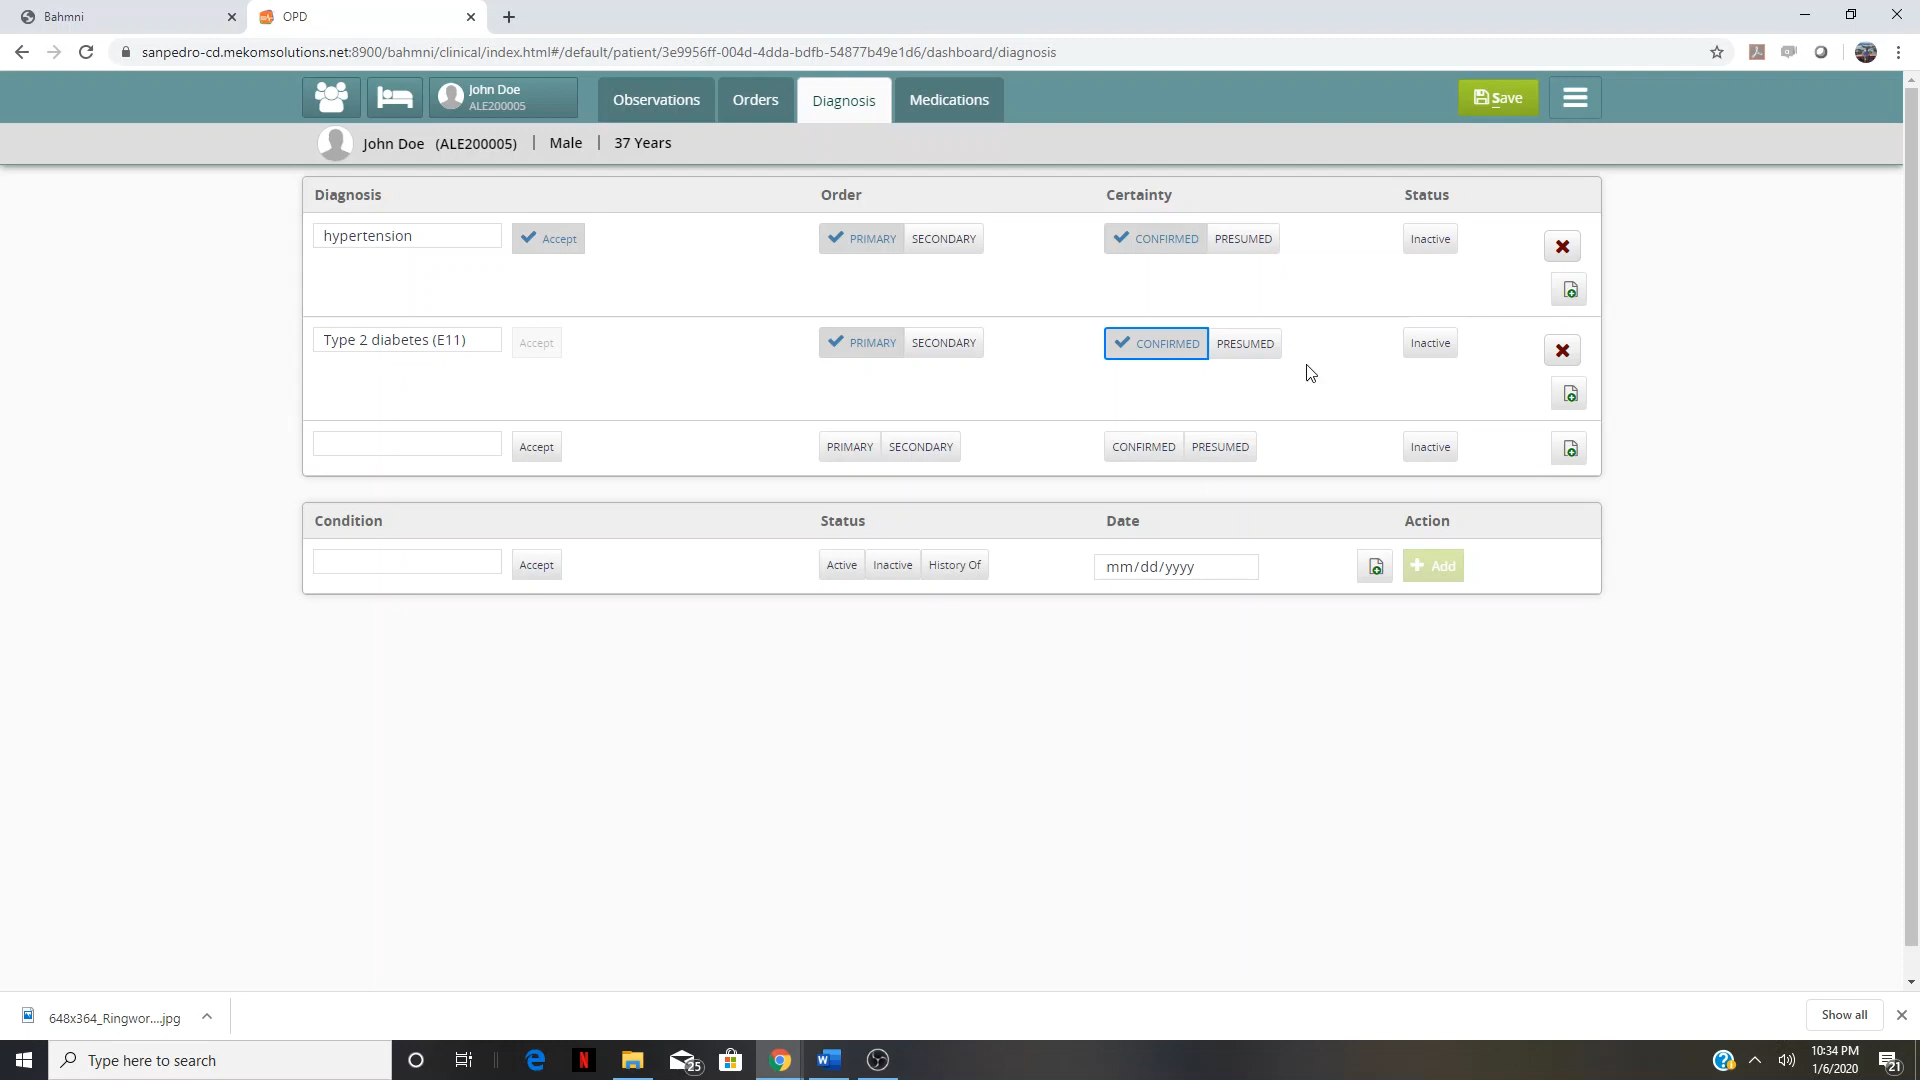 Bahmni
OPD
sanpedro-cd.mekomsolutions.net:8900/bahmni/clinical/index.html#/default/patient/3e9956ff-004d-4dda-bdfb-54877b49e1d6/dashboard/diagnosis
John Doe
ALE200005
Observations
Orders
Diagnosis
Medications
Save
John Doe (ALE200005) | Male | 37 Years
Diagnosis Order Certainty Status
hypertension Accept PRIMARY SECONDARY CONFIRMED PRESUMED Inactive
Type 2 diabetes (E11) Accept PRIMARY SECONDARY CONFIRMED PRESUMED Inactive
Accept PRIMARY SECONDARY CONFIRMED PRESUMED Inactive
Condition Status Date Action
Accept Active Inactive History Of mm/dd/yyyy Add
648x364_Ringwor....jpg
Show all
Type here to search
25
10:34 PM
1/6/2020
21